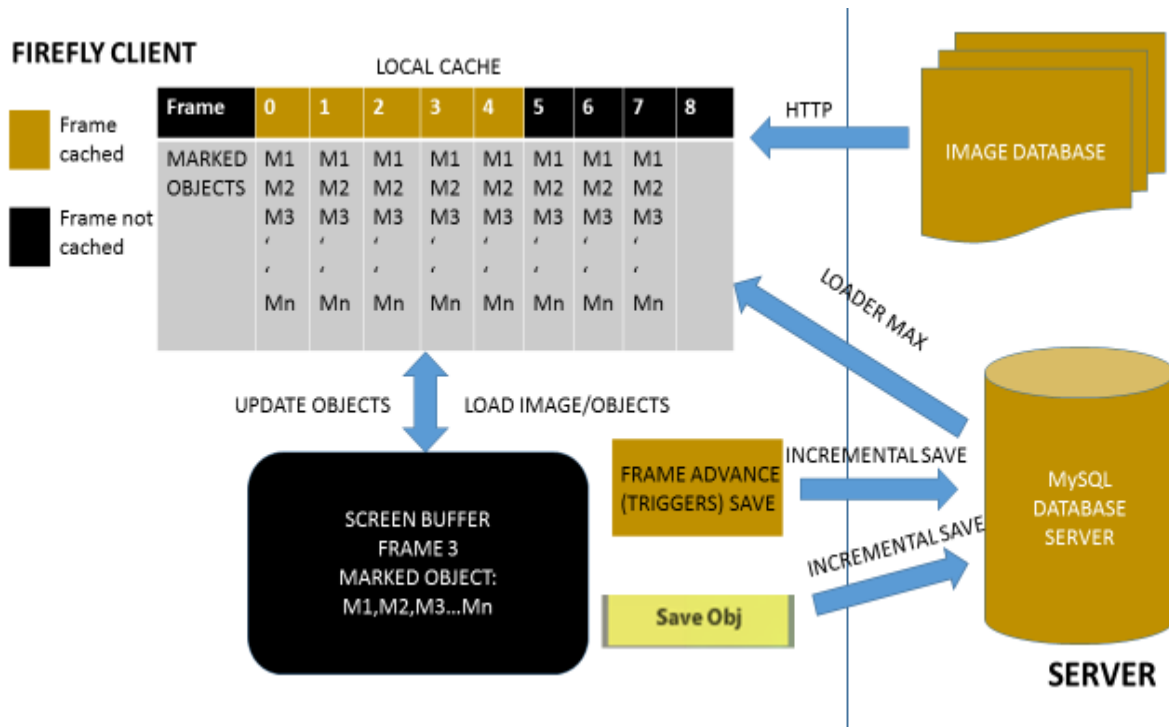 FIREFLY CLIENT
LOCAL CACHE
Frame cached
Frame not cached
Frame 0 1 2 3 4 5 6 7 8
MARKED OBJECTS
M1 M1 M1 M1 M1 M1 M1 M1
M2 M2 M2 M2 M2 M2 M2 M2
M3 M3 M3 M3 M3 M3 M3 M3
‘ ‘ ‘ ‘ ‘ ‘ ‘ ‘
‘ ‘ ‘ ‘ ‘ ‘ ‘ ‘
Mn Mn Mn Mn Mn Mn Mn Mn
HTTP
IMAGE DATABASE
LOADER MAX
UPDATE OBJECTS
LOAD IMAGE/OBJECTS
SCREEN BUFFER
FRAME 3
MARKED OBJECT:
M1,M2,M3...Mn
FRAME ADVANCE
(TRIGGERS) SAVE
INCREMENTAL SAVE
Save Obj
INCREMENTAL SAVE
MySQL
DATABASE
SERVER
SERVER